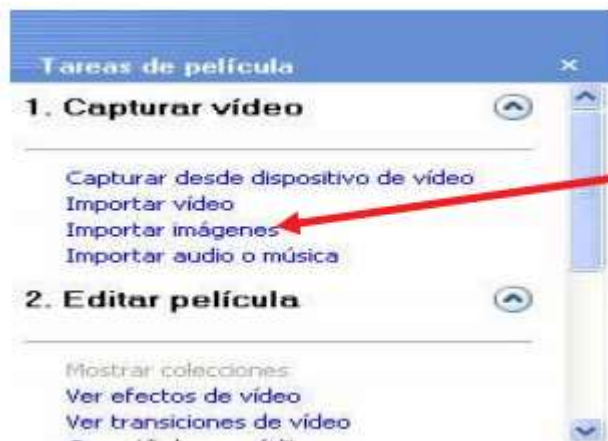 Tareas de película
1. Capturar vídeo
Capturar desde dispositivo de vídeo
Importar vídeo
Importar imágenes
Importar audio o música
2. Editar película
Mostrar colecciones
Ver efectos de vídeo
Ver transiciones de vídeo